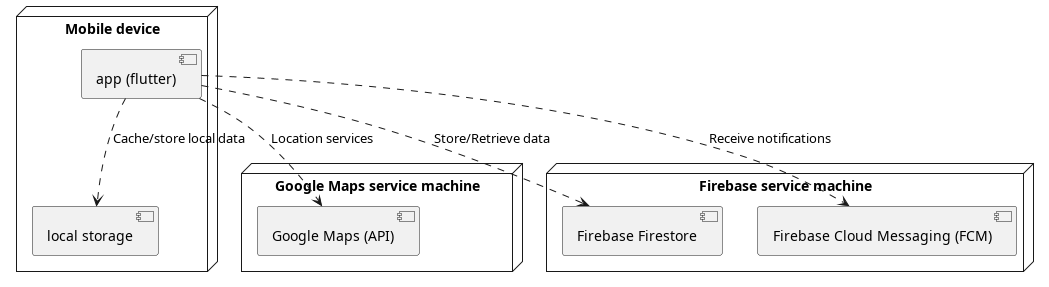 Mobile device
app (flutter)
Cache/store local data
Location services
Store/Retrieve data
Receive notifications
Google Maps service machine
Firebase service machine
local storage
Google Maps (API)
Firebase Firestore
Firebase Cloud Messaging (FCM)